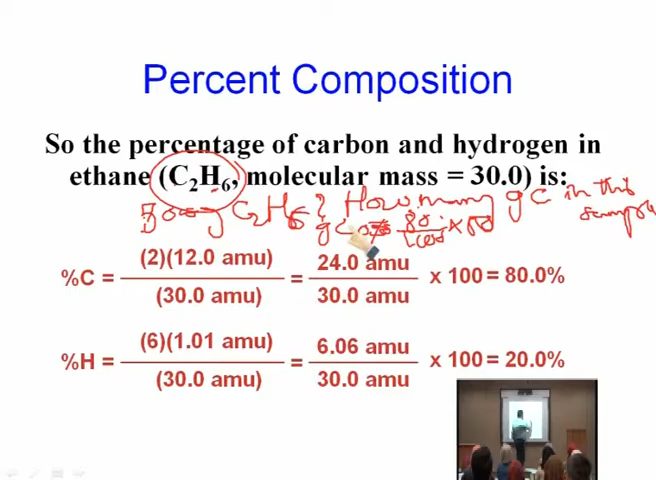 Percent Composition
So the percentage of carbon and hydrogen in
ethane (C₂H₆, molecular mass = 30.0) is:
g C₂H₆? How many g C in this
sample
g C = 80 / 100 ×
%C = (2)(12.0 amu) / (30.0 amu) = 24.0 amu / 30.0 amu x 100 = 80.0%
%H = (6)(1.01 amu) / (30.0 amu) = 6.06 amu / 30.0 amu x 100 = 20.0%